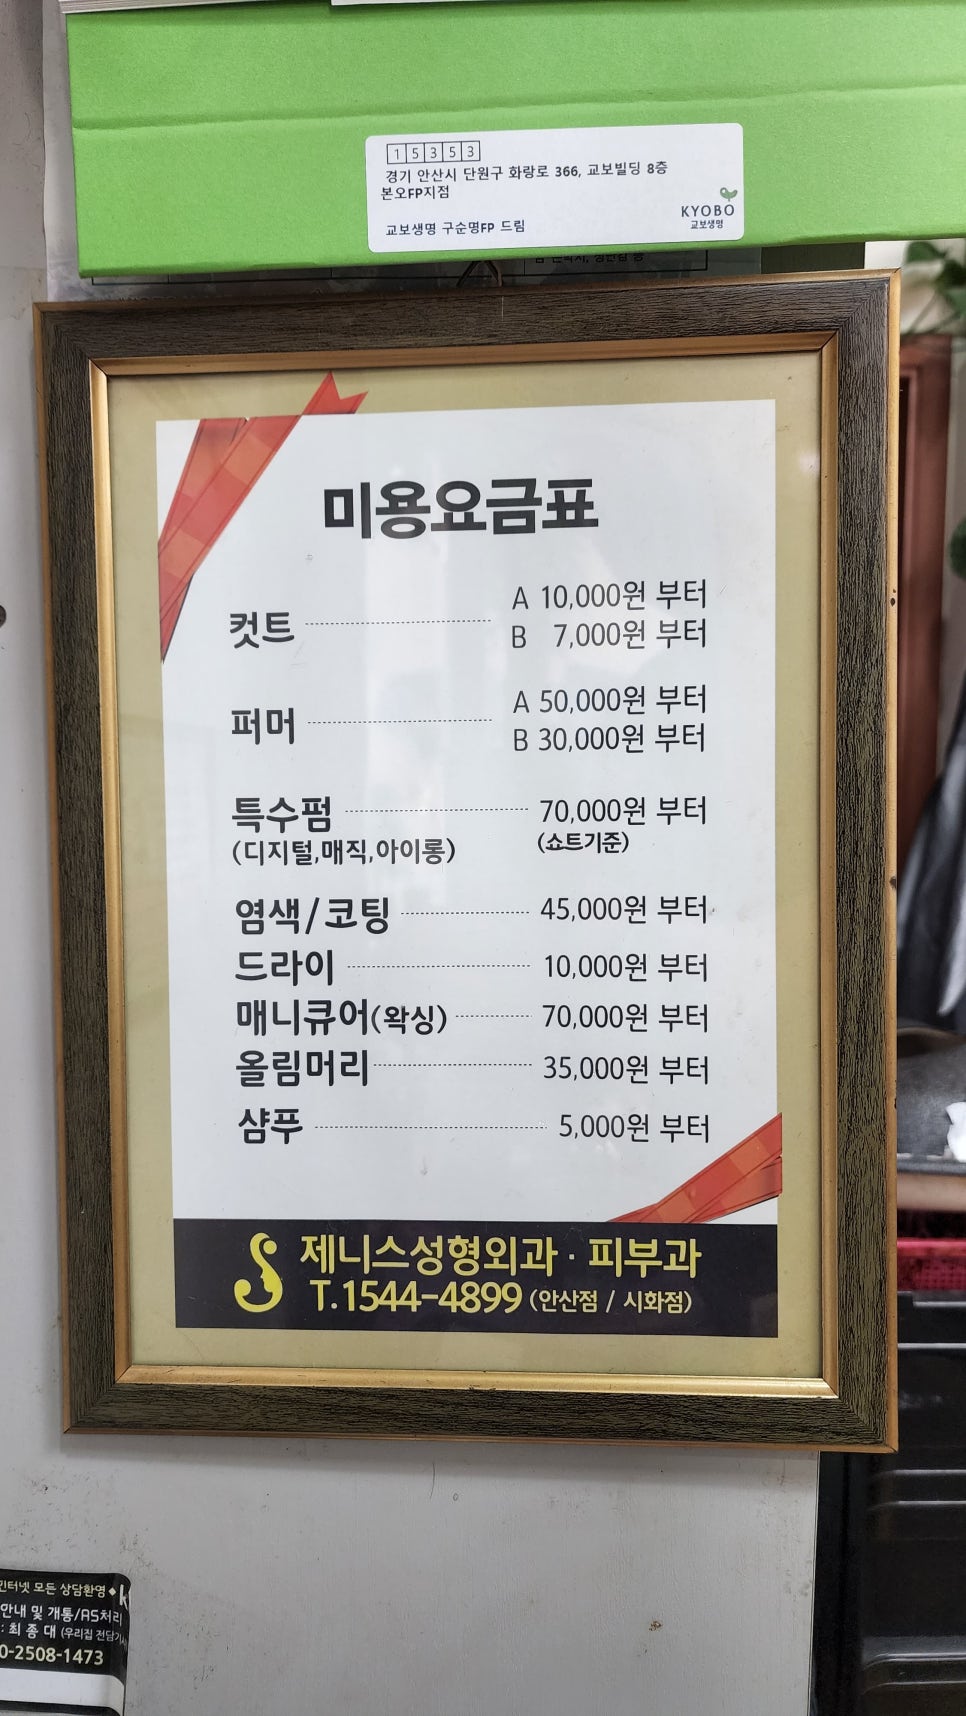 15353
경기 안산시 단원구 화랑로 366, 교보빌딩 8층
본오FP지점
교보생명 구순명FP 드림
KYOBO
교보생명
미용요금표
컷트 A 10,000원 부터
B 7,000원 부터
퍼머 A 50,000원 부터
B 30,000원 부터
특수펌 70,000원 부터
(디지털,매직,아이롱) (쇼트기준)
염색/코팅 45,000원 부터
드라이 10,000원 부터
매니큐어(왁싱) 70,000원 부터
올림머리 35,000원 부터
샴푸 5,000원 부터
제니스성형외과 · 피부과
T.1544-4899 (안산점 / 시화점)
인터넷 모든 상담환영◆
안내 및 개통/AS처리
: 최 종 대 (우리집 전담
0-2508-1473